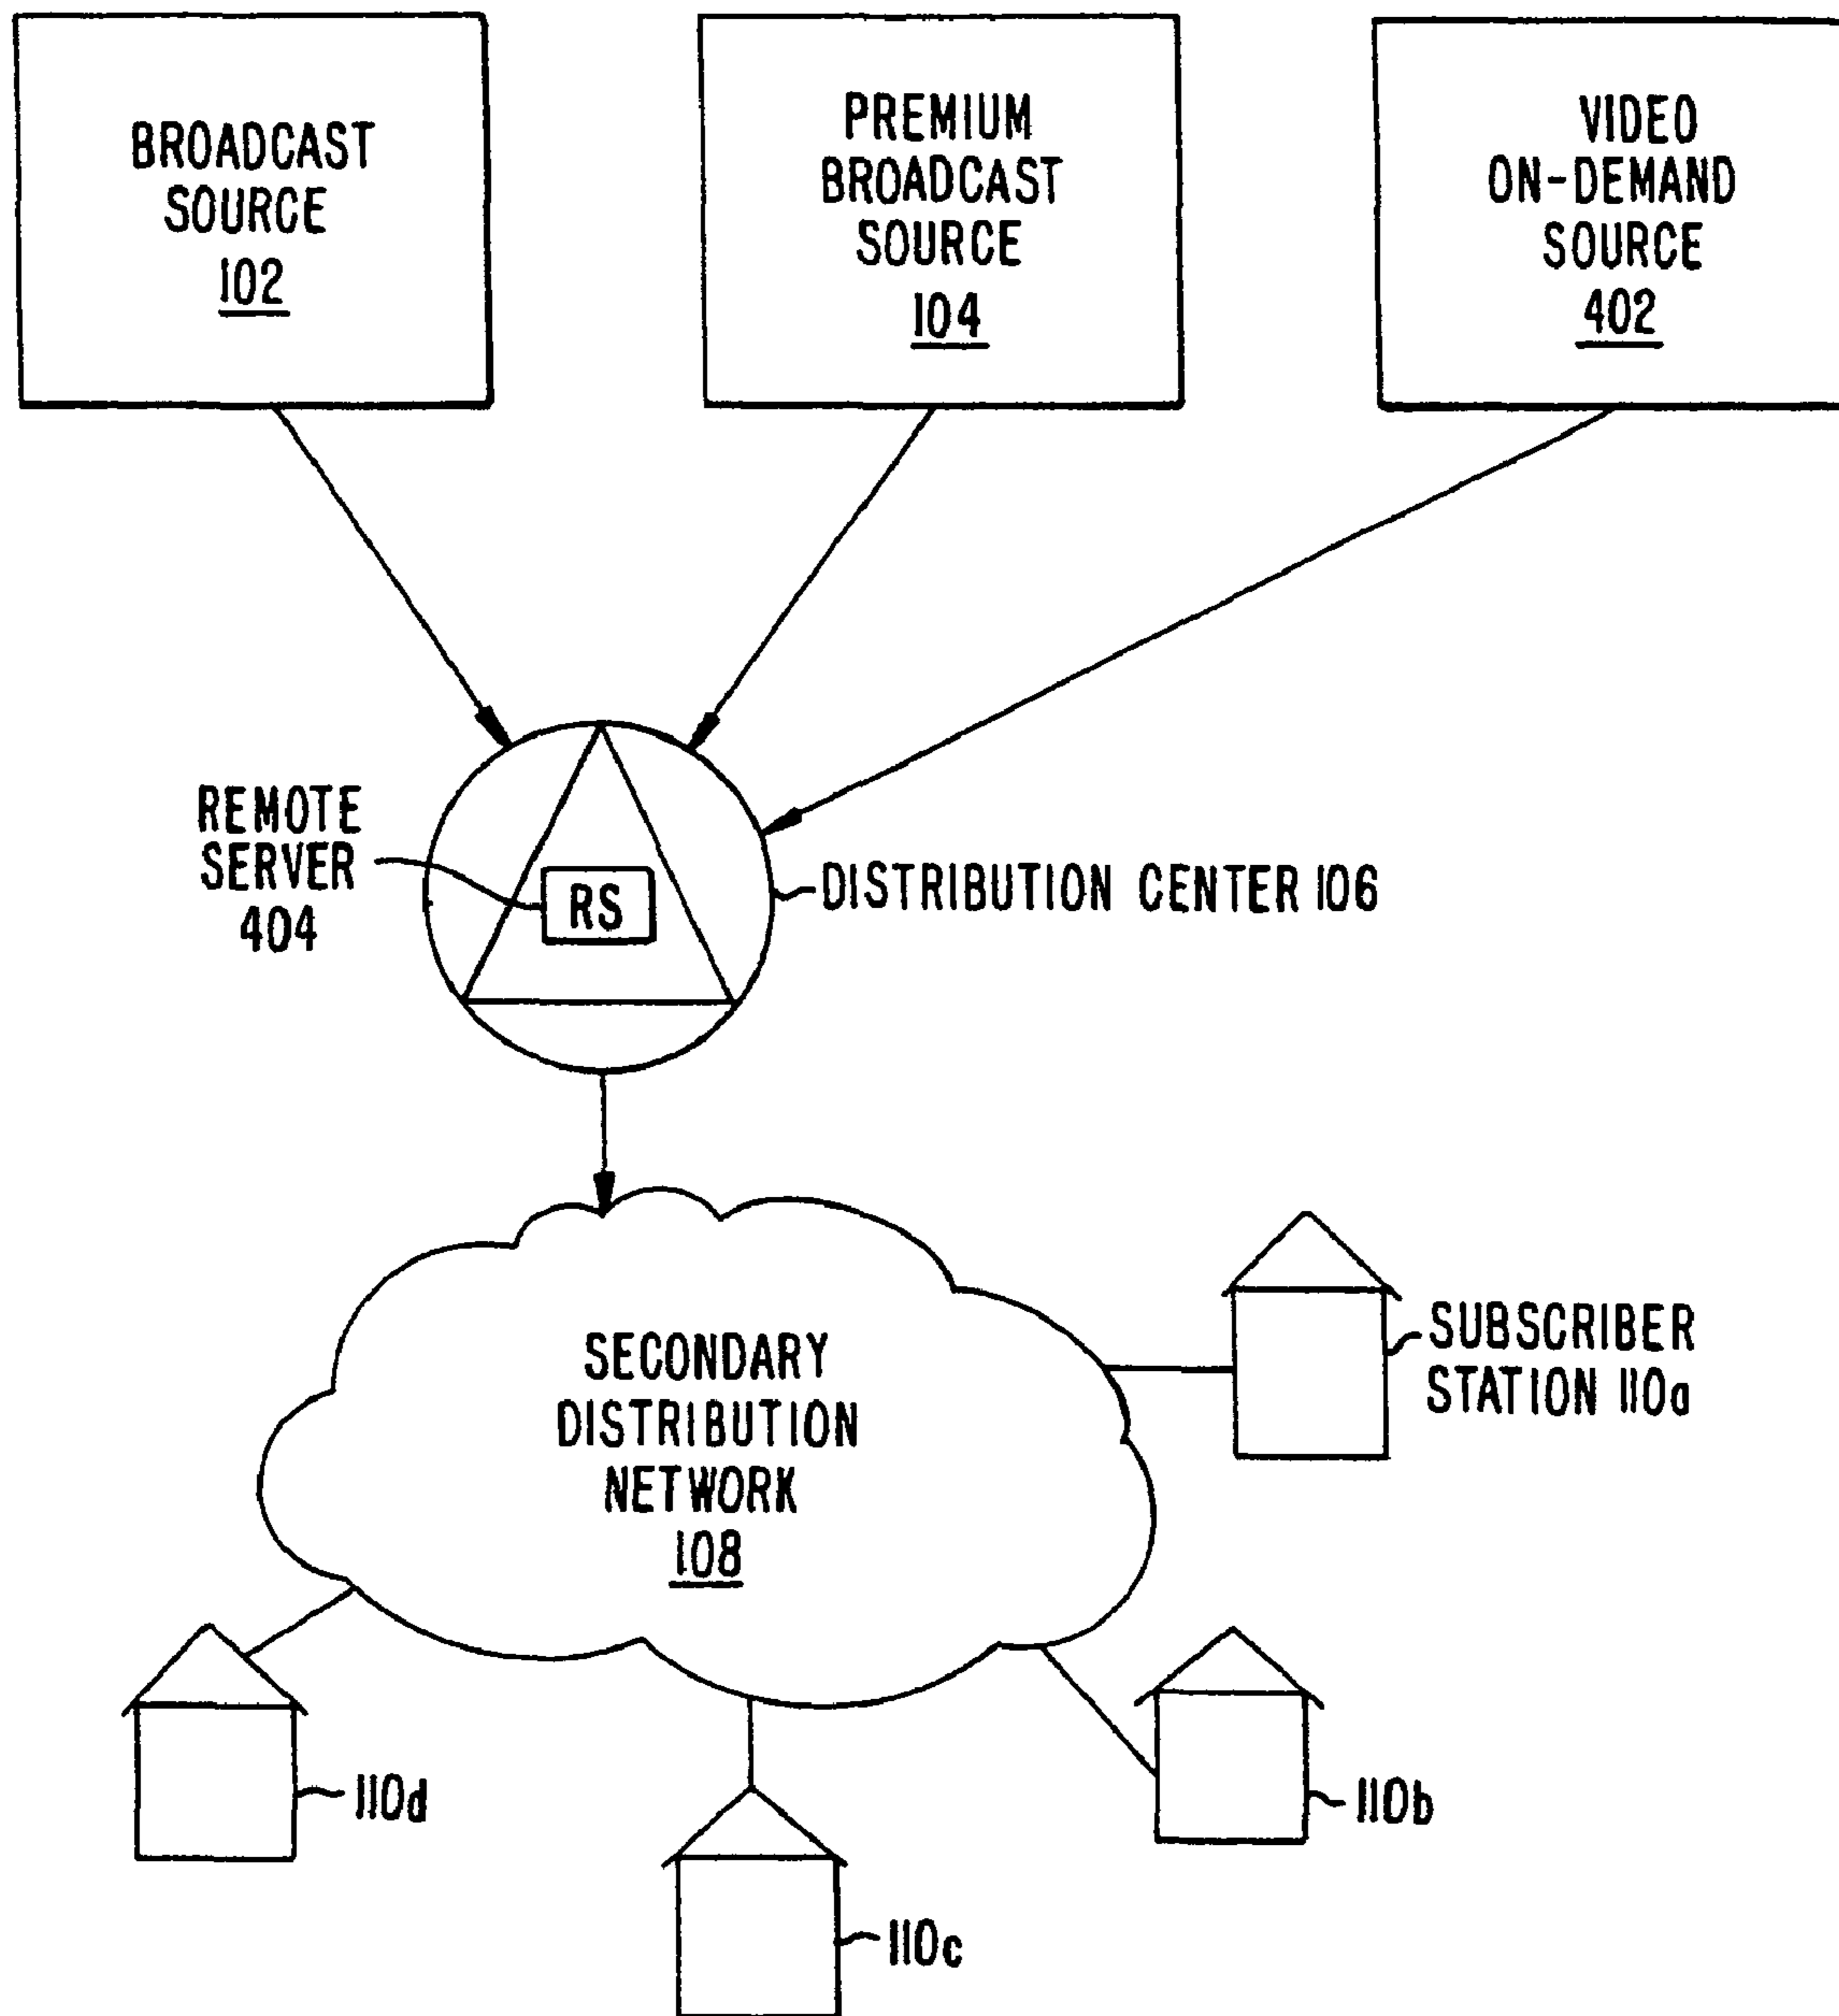 BROADCAST
SOURCE
102
PREMIUM
BROADCAST
SOURCE
104
VIDEO
ON-DEMAND
SOURCE
402
REMOTE
SERVER
404
RS
DISTRIBUTION CENTER 106
SECONDARY
DISTRIBUTION
NETWORK
108
SUBSCRIBER
STATION 110a
110d
110b
110c